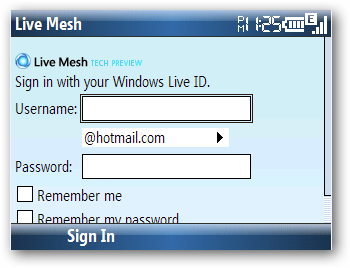 Live Mesh PM 11:25 E
Live Mesh TECH PREVIEW
Sign in with your Windows Live ID.
Username:
@hotmail.com
Password:
Remember me
Remember my password
Sign In